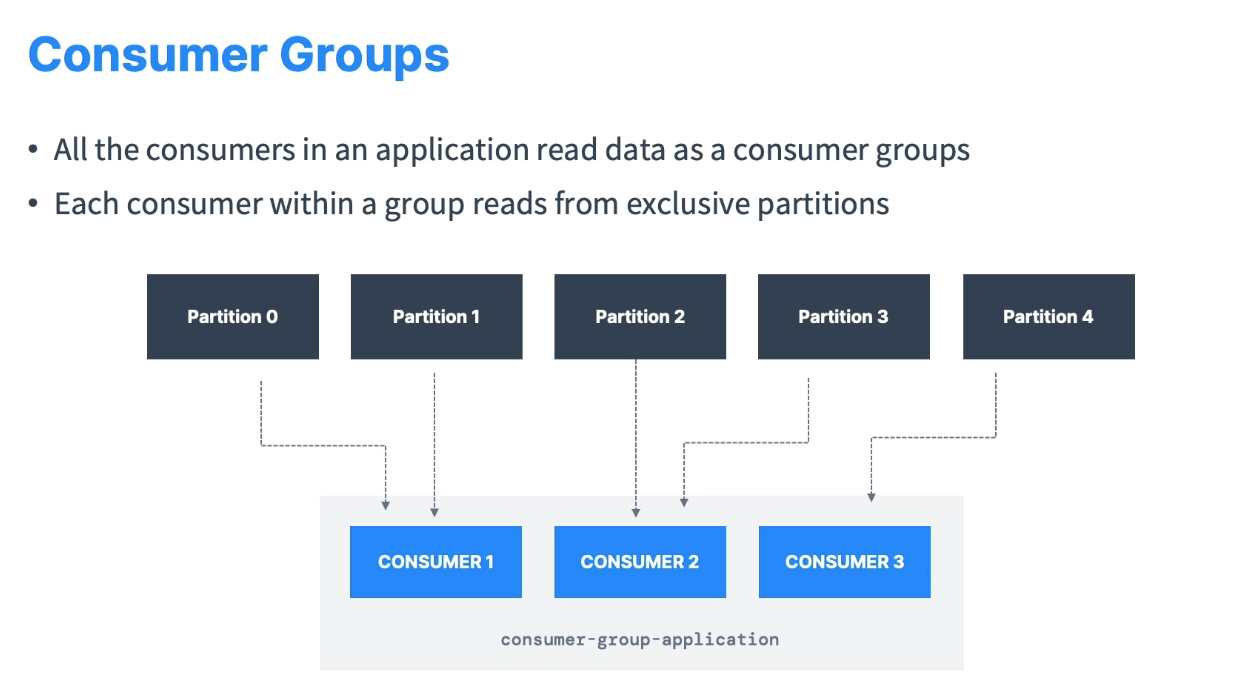 Consumer Groups
• All the consumers in an application read data as a consumer groups
• Each consumer within a group reads from exclusive partitions
Partition 0
Partition 1
Partition 2
Partition 3
Partition 4
CONSUMER 1
CONSUMER 2
CONSUMER 3
consumer-group-application